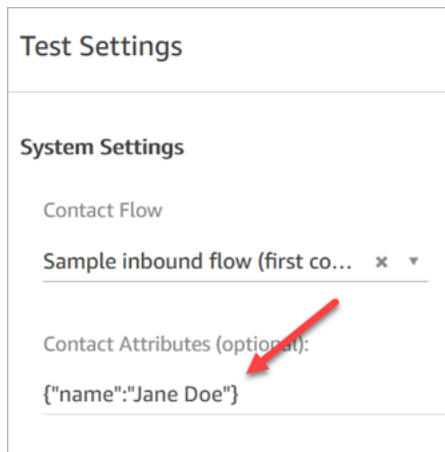 Test Settings
System Settings
Contact Flow
Sample inbound flow (first co...
Contact Attributes (optional):
{"name":"Jane Doe"}